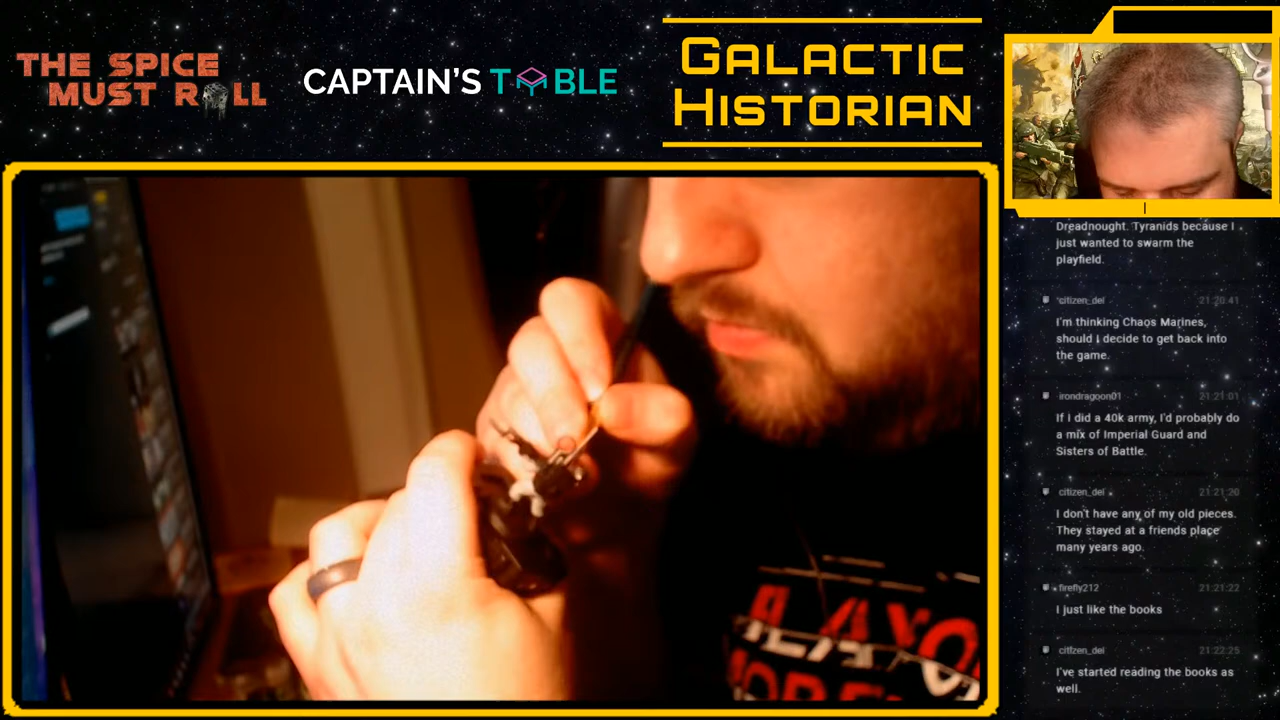 THE SPICE
MUST ROLL
CAPTAIN'S TABLE
GALACTIC
HISTORIAN
Dreadnought. Tyranids because I
just wanted to swarm the
playfield.
citizen_del 21:20:41
I'm thinking Chaos Marines,
should I decide to get back into
the game.
irondragoon01 21:21:01
If I did a 40k army, I'd probably do
a mix of Imperial Guard and
Sisters of Battle.
citizen_del 21:21:20
I don't have any of my old pieces.
They stayed at a friends place
many years ago.
firefly212 21:21:22
I just like the books
citizen_del 21:22:25
I've started reading the books as
well.